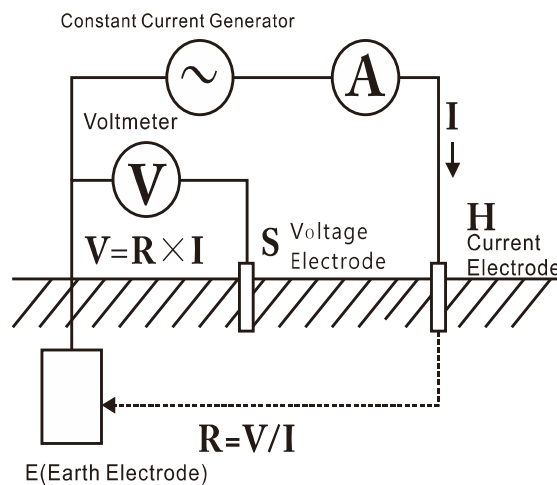 Constant Current Generator
~
A
Voltmeter
I
V
V=R×I
S
Voltage
Electrode
H
Current
Electrode
R=V/I
E(Earth Electrode)